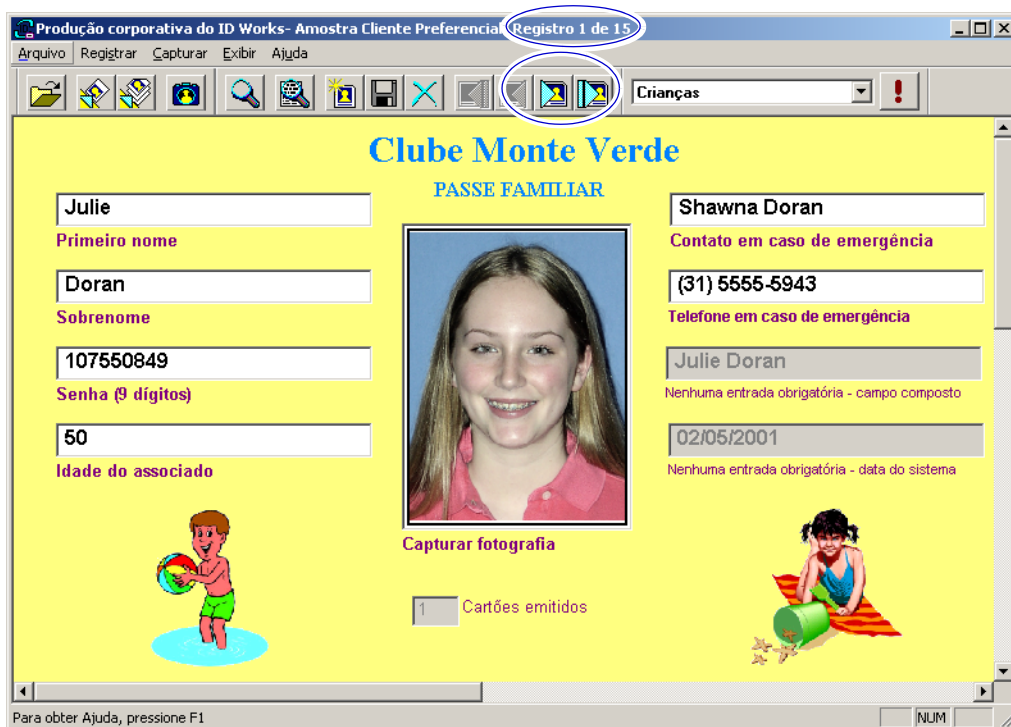 Produção corporativa do ID Works- Amostra Cliente Preferencial Registro 1 de 15
Arquivo Registrar Capturar Exibir Ajuda
Crianças
Clube Monte Verde
PASSE FAMILIAR
Julie
Primeiro nome
Doran
Sobrenome
107550849
Senha (9 dígitos)
50
Idade do associado
Capturar fotografia
1 Cartões emitidos
Shawna Doran
Contato em caso de emergência
(31) 5555-5943
Telefone em caso de emergência
Julie Doran
Nenhuma entrada obrigatória - campo composto
02/05/2001
Nenhuma entrada obrigatória - data do sistema
Para obter Ajuda, pressione F1
NUM